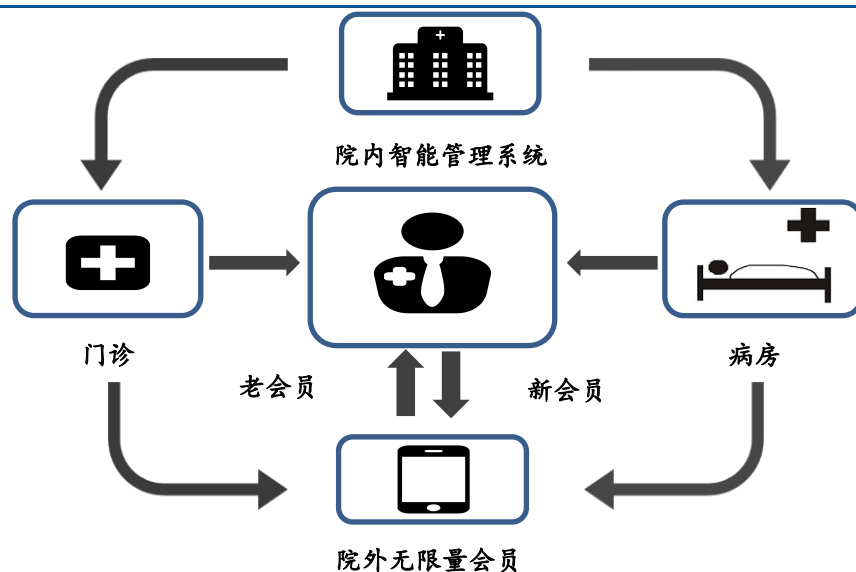 院内智能管理系统
门诊
病房
老会员
新会员
院外无限量会员